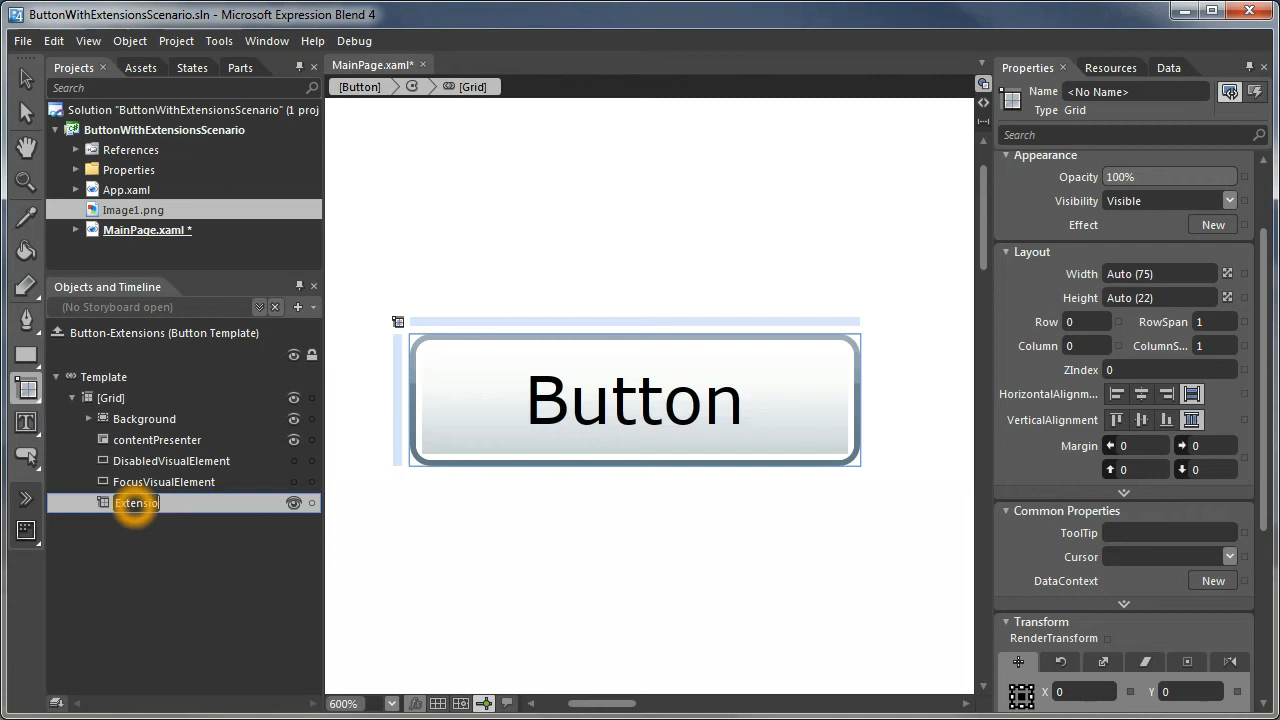 ButtonWithExtensionsScenario.sln - Microsoft Expression Blend 4
File Edit View Object Project Tools Window Help Debug
Projects Assets States Parts
Search
Solution "ButtonWithExtensionsScenario" (1 proj
ButtonWithExtensionsScenario
References
Properties
App.xaml
Image1.png
MainPage.xaml *
Objects and Timeline
(No Storyboard open)
Button-Extensions (Button Template)
Template
[Grid]
Background
contentPresenter
DisabledVisualElement
FocusVisualElement
Extensio
MainPage.xaml*
[Button] [Grid]
Button
600%
Properties Resources Data
Name <No Name>
Type Grid
Search
Appearance
Opacity 100%
Visibility Visible
Effect New
Layout
Width Auto (75)
Height Auto (22)
Row 0 RowSpan 1
Column 0 ColumnS... 1
ZIndex 0
HorizontalAlignm...
VerticalAlignment
Margin 0 0
0 0
Common Properties
ToolTip
Cursor
DataContext New
Transform
RenderTransform
X 0 Y 0